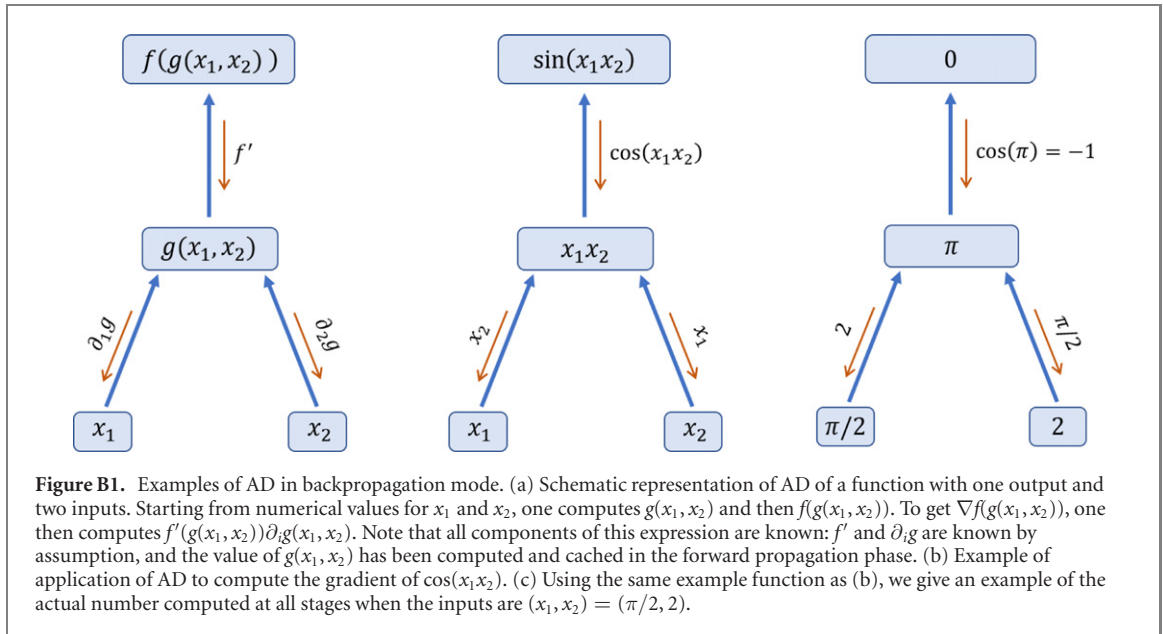 f(g(x₁, x₂)) sin(x₁x₂) 0
f′ cos(x₁x₂) cos(π) = −1
g(x₁, x₂) x₁x₂ π
∂₁g ∂₂g x₂ x₁ 2 π/2
x₁ x₂ x₁ x₂ π/2 2
Figure B1. Examples of AD in backpropagation mode. (a) Schematic representation of AD of a function with one output and
two inputs. Starting from numerical values for x₁ and x₂, one computes g(x₁, x₂) and then f(g(x₁, x₂)). To get ∇f(g(x₁, x₂)), one
then computes f′(g(x₁, x₂))∂ᵢg(x₁, x₂). Note that all components of this expression are known: f′ and ∂ᵢg are known by
assumption, and the value of g(x₁, x₂) has been computed and cached in the forward propagation phase. (b) Example of
application of AD to compute the gradient of cos(x₁x₂). (c) Using the same example function as (b), we give an example of the
actual number computed at all stages when the inputs are (x₁, x₂) = (π/2, 2).